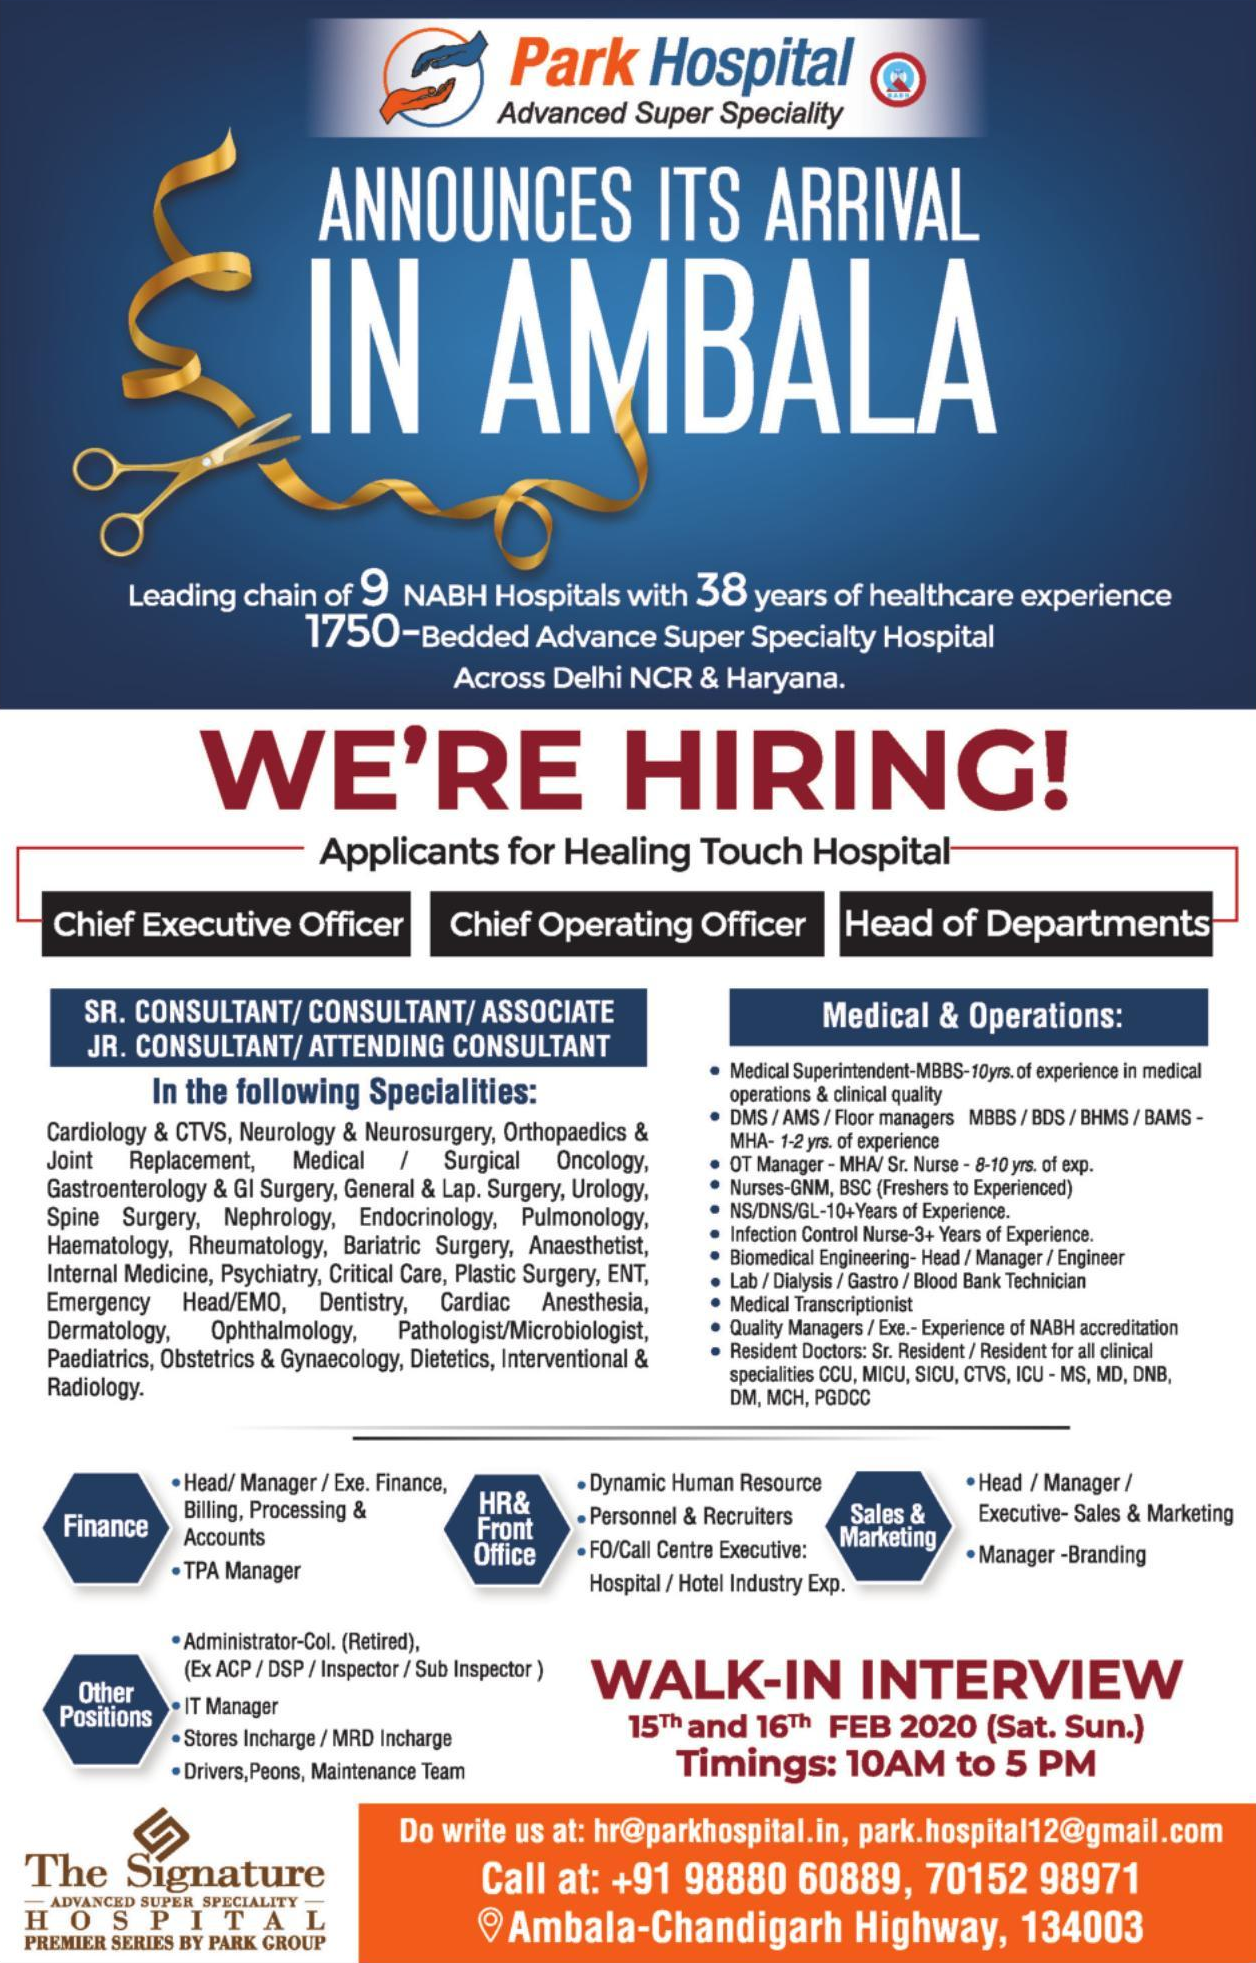 Park Hospital
Advanced Super Speciality
NABH
ANNOUNCES ITS ARRIVAL
IN AMBALA
Leading chain of 9 NABH Hospitals with 38 years of healthcare experience
1750-Bedded Advance Super Specialty Hospital
Across Delhi NCR & Haryana.
WE'RE HIRING!
Applicants for Healing Touch Hospital
Chief Executive Officer
Chief Operating Officer
Head of Departments
SR. CONSULTANT/ CONSULTANT/ ASSOCIATE
JR. CONSULTANT/ ATTENDING CONSULTANT
In the following Specialities:
Cardiology & CTVS, Neurology & Neurosurgery, Orthopaedics &
Joint Replacement, Medical / Surgical Oncology,
Gastroenterology & GI Surgery, General & Lap. Surgery, Urology,
Spine Surgery, Nephrology, Endocrinology, Pulmonology,
Haematology, Rheumatology, Bariatric Surgery, Anaesthetist,
Internal Medicine, Psychiatry, Critical Care, Plastic Surgery, ENT,
Emergency Head/EMO, Dentistry, Cardiac Anesthesia,
Dermatology, Ophthalmology, Pathologist/Microbiologist,
Paediatrics, Obstetrics & Gynaecology, Dietetics, Interventional &
Radiology.
Medical & Operations:
• Medical Superintendent-MBBS-10yrs. of experience in medical
operations & clinical quality
• DMS / AMS / Floor managers MBBS / BDS / BHMS / BAMS -
MHA- 1-2 yrs. of experience
• OT Manager - MHA/ Sr. Nurse - 8-10 yrs. of exp.
• Nurses-GNM, BSC (Freshers to Experienced)
• NS/DNS/GL-10+Years of Experience.
• Infection Control Nurse-3+ Years of Experience.
• Biomedical Engineering- Head / Manager / Engineer
• Lab / Dialysis / Gastro / Blood Bank Technician
• Medical Transcriptionist
• Quality Managers / Exe.- Experience of NABH accreditation
• Resident Doctors: Sr. Resident / Resident for all clinical
specialities CCU, MICU, SICU, CTVS, ICU - MS, MD, DNB,
DM, MCH, PGDCC
Finance
• Head/ Manager / Exe. Finance,
Billing, Processing &
Accounts
• TPA Manager
HR&
Front
Office
• Dynamic Human Resource
• Personnel & Recruiters
• FO/Call Centre Executive:
Hospital / Hotel Industry Exp.
Sales &
Marketing
• Head / Manager /
Executive- Sales & Marketing
• Manager -Branding
Other
Positions
• Administrator-Col. (Retired),
(Ex ACP / DSP / Inspector / Sub Inspector )
• IT Manager
• Stores Incharge / MRD Incharge
• Drivers,Peons, Maintenance Team
WALK-IN INTERVIEW
15Th and 16Th FEB 2020 (Sat. Sun.)
Timings: 10AM to 5 PM
The Signature
ADVANCED SUPER SPECIALITY
HOSPITAL
PREMIER SERIES BY PARK GROUP
Do write us at: hr@parkhospital.in, park.hospital12@gmail.com
Call at: +91 98880 60889, 70152 98971
Ambala-Chandigarh Highway, 134003